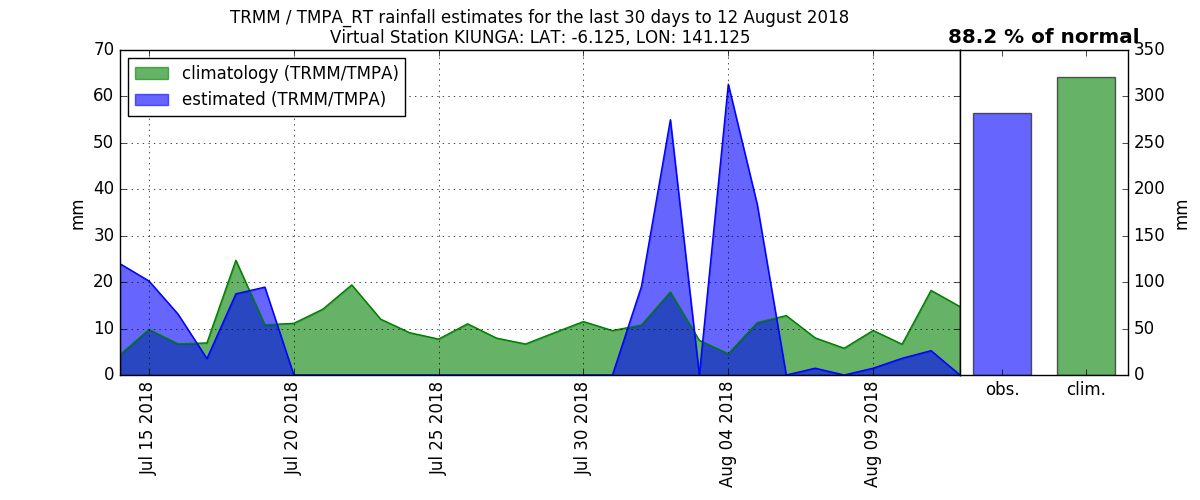 TRMM / TMPA_RT rainfall estimates for the last 30 days to 12 August 2018
Virtual Station KIUNGA: LAT: -6.125, LON: 141.125
88.2 % of normal
climatology (TRMM/TMPA)
estimated (TRMM/TMPA)
70
60
50
40
30
20
10
0
mm
Jul 15 2018
Jul 20 2018
Jul 25 2018
Jul 30 2018
Aug 04 2018
Aug 09 2018
350
300
250
200
150
100
50
0
mm
obs.
clim.